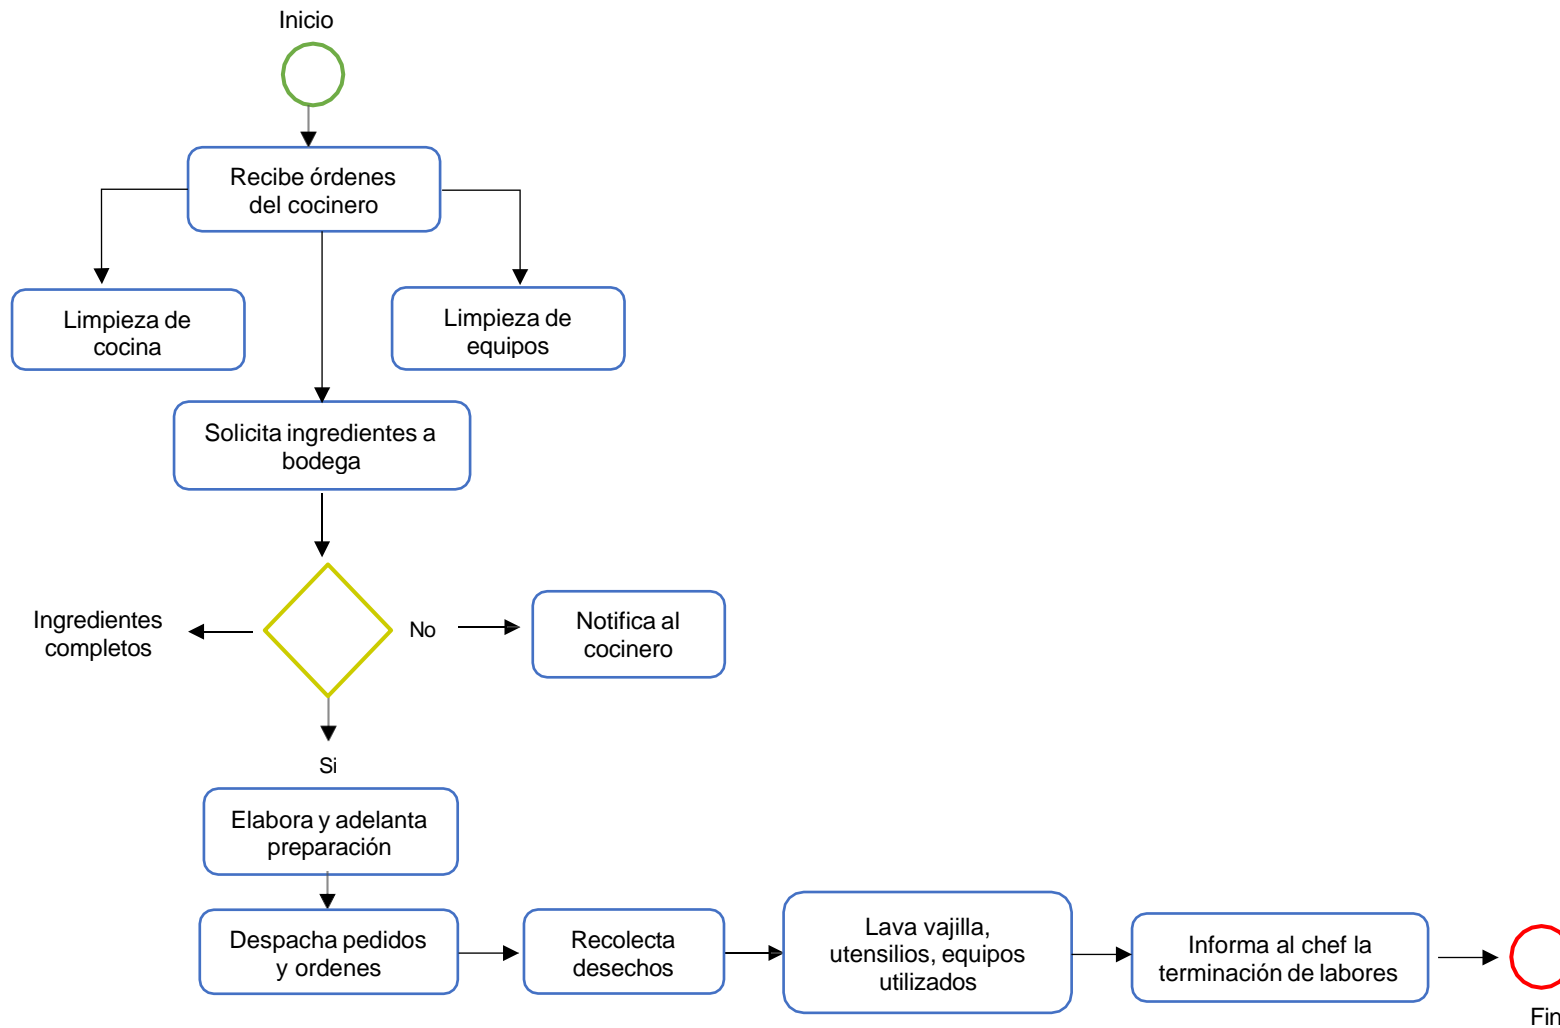 Inicio
Recibe órdenes
del cocinero
Limpieza de
cocina
Limpieza de
equipos
Solicita ingredientes a
bodega
Ingredientes
completos
No
Notifica al
cocinero
Si
Elabora y adelanta
preparación
Despacha pedidos
y ordenes
Recolecta
desechos
Lava vajilla,
utensilios, equipos
utilizados
Informa al chef la
terminación de labores
Fin